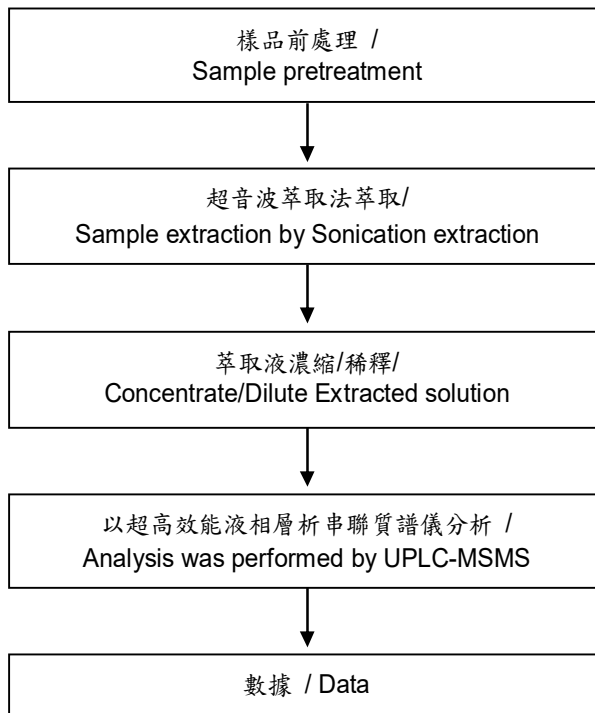 樣品前處理 /
Sample pretreatment
超音波萃取法萃取/
Sample extraction by Sonication extraction
萃取液濃縮/稀釋/
Concentrate/Dilute Extracted solution
以超高效能液相層析串聯質譜儀分析 /
Analysis was performed by UPLC-MSMS
數據 / Data